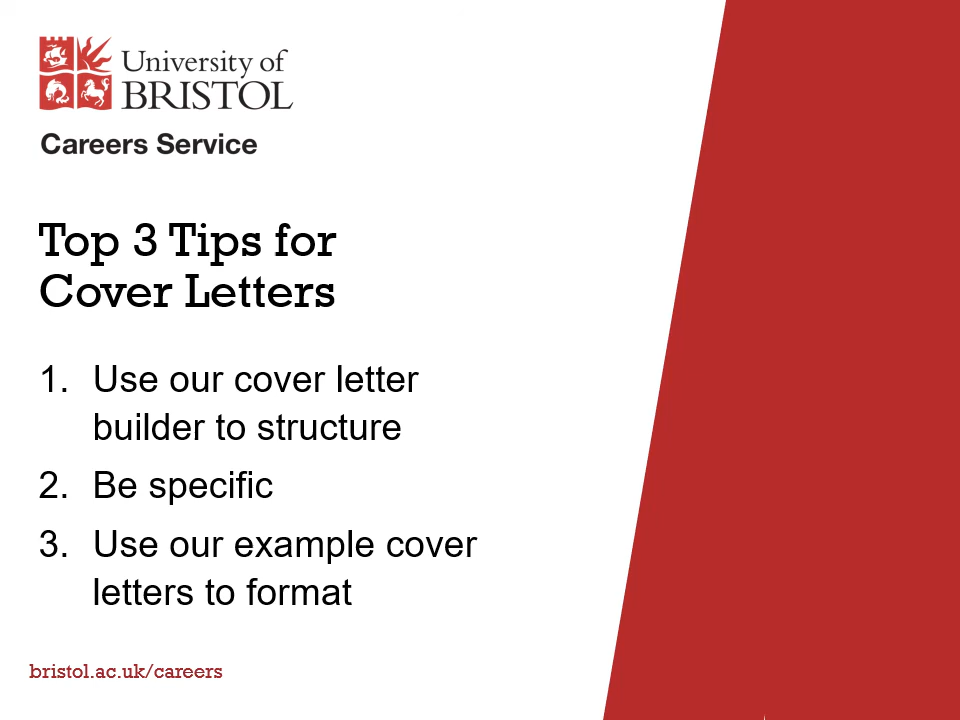 University of
BRISTOL
Careers Service
Top 3 Tips for
Cover Letters
1. Use our cover letter
builder to structure
2. Be specific
3. Use our example cover
letters to format
bristol.ac.uk/careers